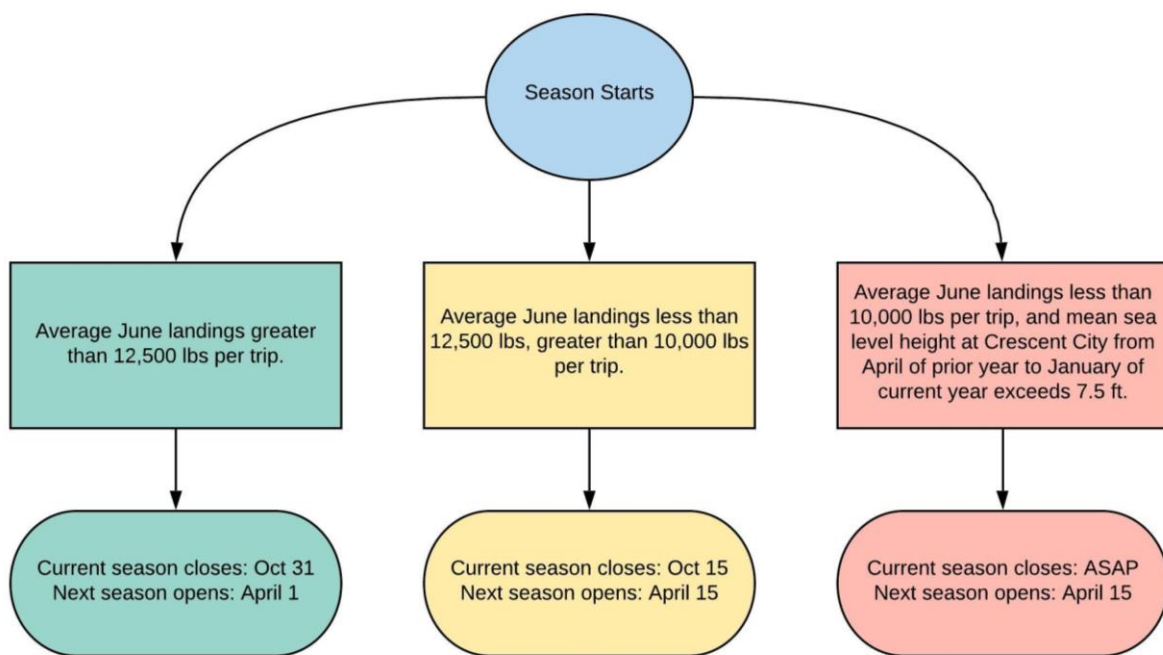 Season Starts
Average June landings greater
than 12,500 lbs per trip.
Average June landings less than
12,500 lbs, greater than 10,000 lbs
per trip.
Average June landings less than
10,000 lbs per trip, and mean sea
level height at Crescent City from
April of prior year to January of
current year exceeds 7.5 ft.
Current season closes: Oct 31
Next season opens: April 1
Current season closes: Oct 15
Next season opens: April 15
Current season closes: ASAP
Next season opens: April 15